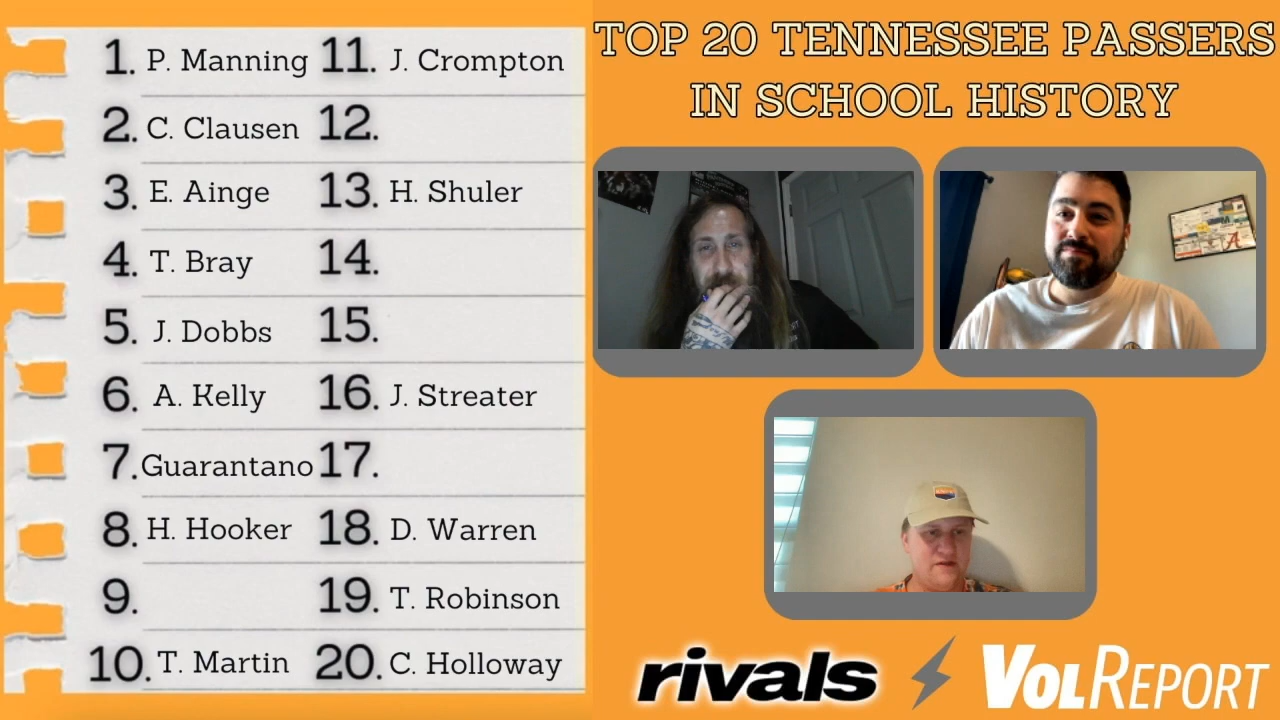 TOP 20 TENNESSEE PASSERS
IN SCHOOL HISTORY
1. P. Manning
2. C. Clausen
3. E. Ainge
4. T. Bray
5. J. Dobbs
6. A. Kelly
7. Guarantano
8. H. Hooker
9.
10. T. Martin
11. J. Crompton
12.
13. H. Shuler
14.
15.
16. J. Streater
17.
18. D. Warren
19. T. Robinson
20. C. Holloway
rivals
VOLREPORT